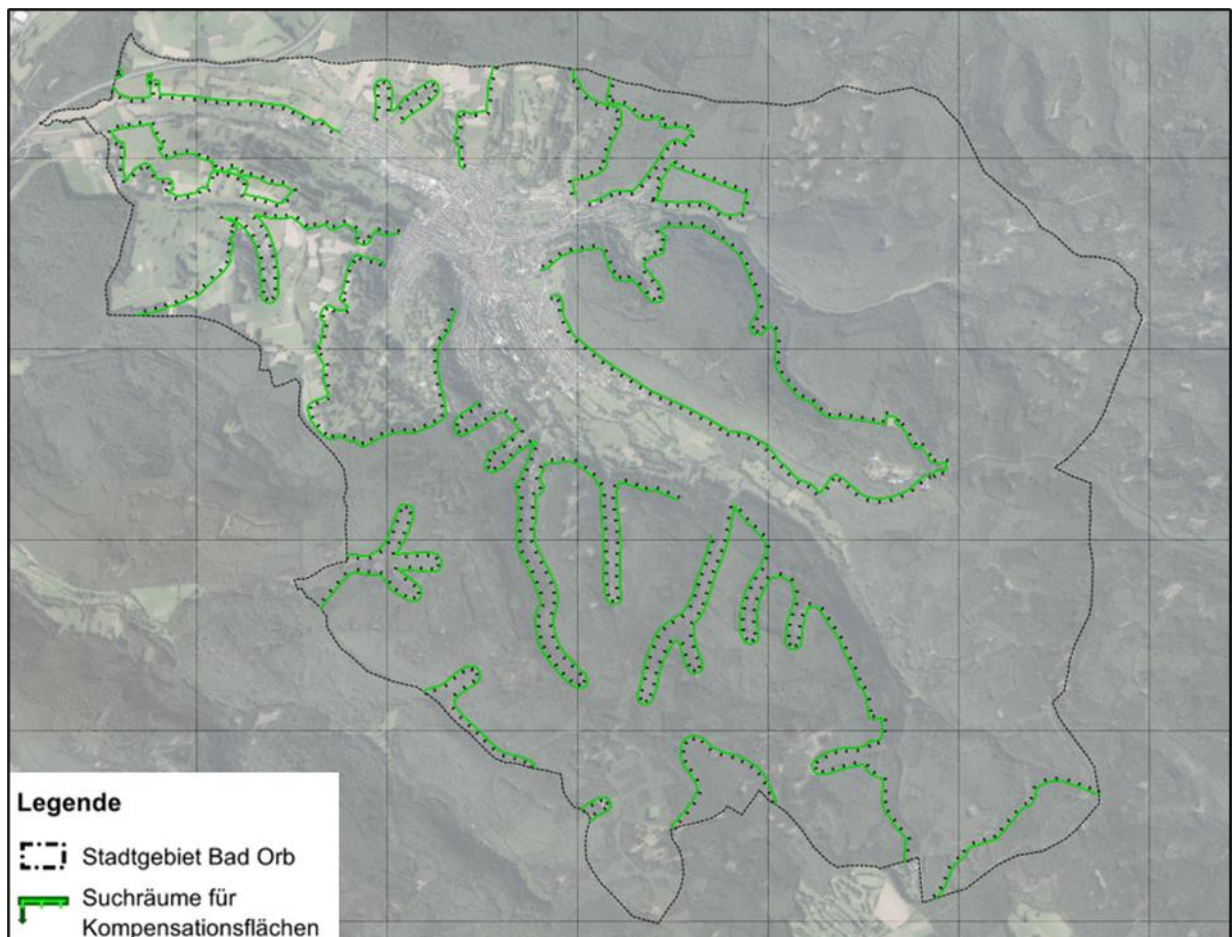 Legende
Stadtgebiet Bad Orb
Suchräume für
Kompensationsflächen